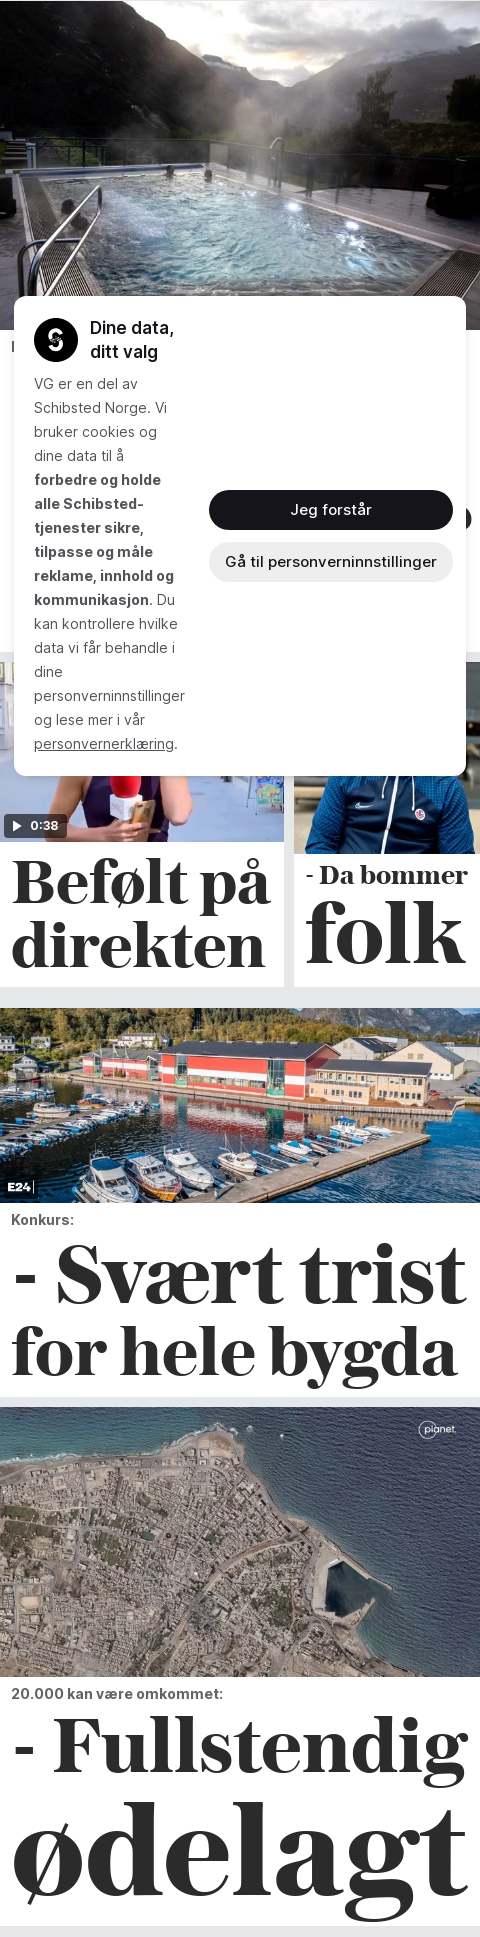 Dine data,
ditt valg
VG er en del av
Schibsted Norge. Vi
bruker cookies og
dine data til å
forbedre og holde
alle Schibsted-
tjenester sikre,
tilpasse og måle
reklame, innhold og
kommunikasjon. Du
kan kontrollere hvilke
data vi får behandle i
dine
personverninnstillinger
og lese mer i vår
personvernerklæring.
Jeg forstår
Gå til personverninnstillinger
0:38
Befølt på
direkten
- Da bommer
folk
E24
Konkurs:
- Svært trist
for hele bygda
planet.
20.000 kan være omkommet:
- Fullstendig
ødelagt